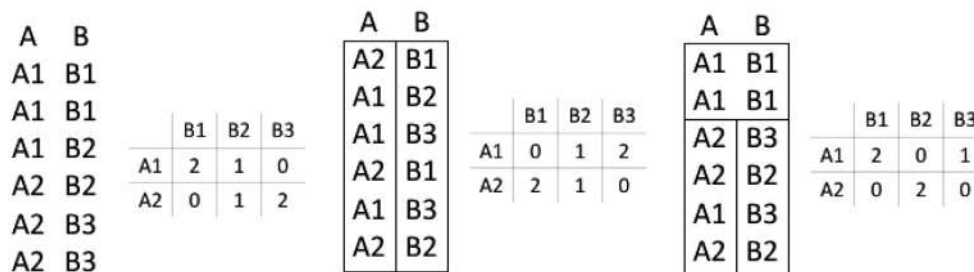 A B
A1 B1
A1 B1
A1 B2
A2 B2
A2 B3
A2 B3
B1 B2 B3
A1 2 1 0
A2 0 1 2
A B
A2 B1
A1 B2
A1 B3
A2 B1
A1 B3
A2 B2
B1 B2 B3
A1 0 1 2
A2 2 1 0
A B
A1 B1
A1 B1
A2 B3
A2 B2
A1 B3
A2 B2
B1 B2 B3
A1 2 0 1
A2 0 2 0